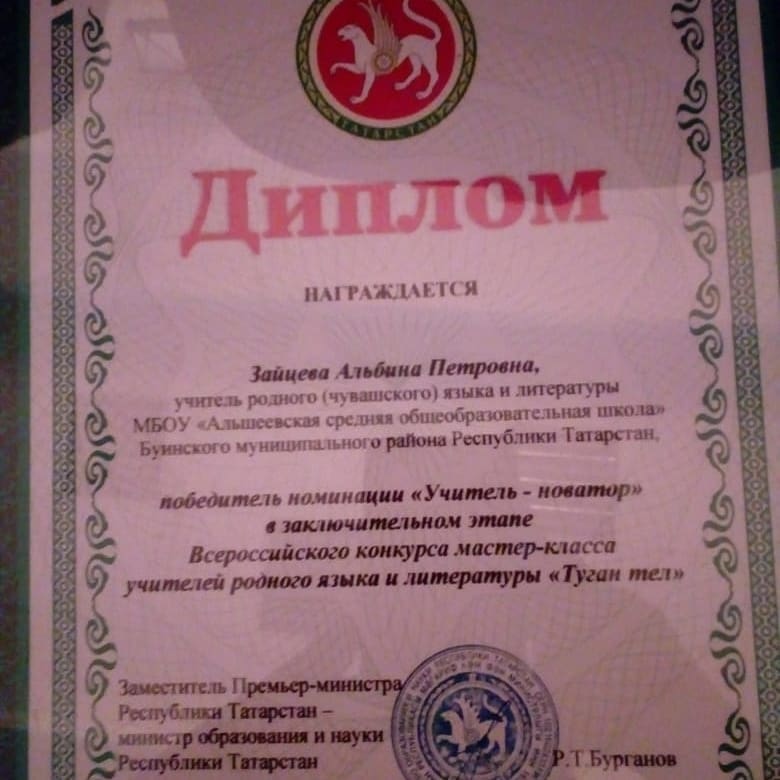 ТАТАРСТАН
Диплом
НАГРАЖДАЕТСЯ
Зайцева Альбина Петровна,
учитель родного (чувашского) языка и литературы
МБОУ «Альшеевская средняя общеобразовательная школа»
Буинского муниципального района Республики Татарстан,
победитель номинации «Учитель - новатор»
в заключительном этапе
Всероссийского конкурса мастер-класса
учителей родного языка и литературы «Туган тел»
Заместитель Премьер-министра
Республики Татарстан –
министр образования и науки
Республики Татарстан
Р.Т.Бурганов